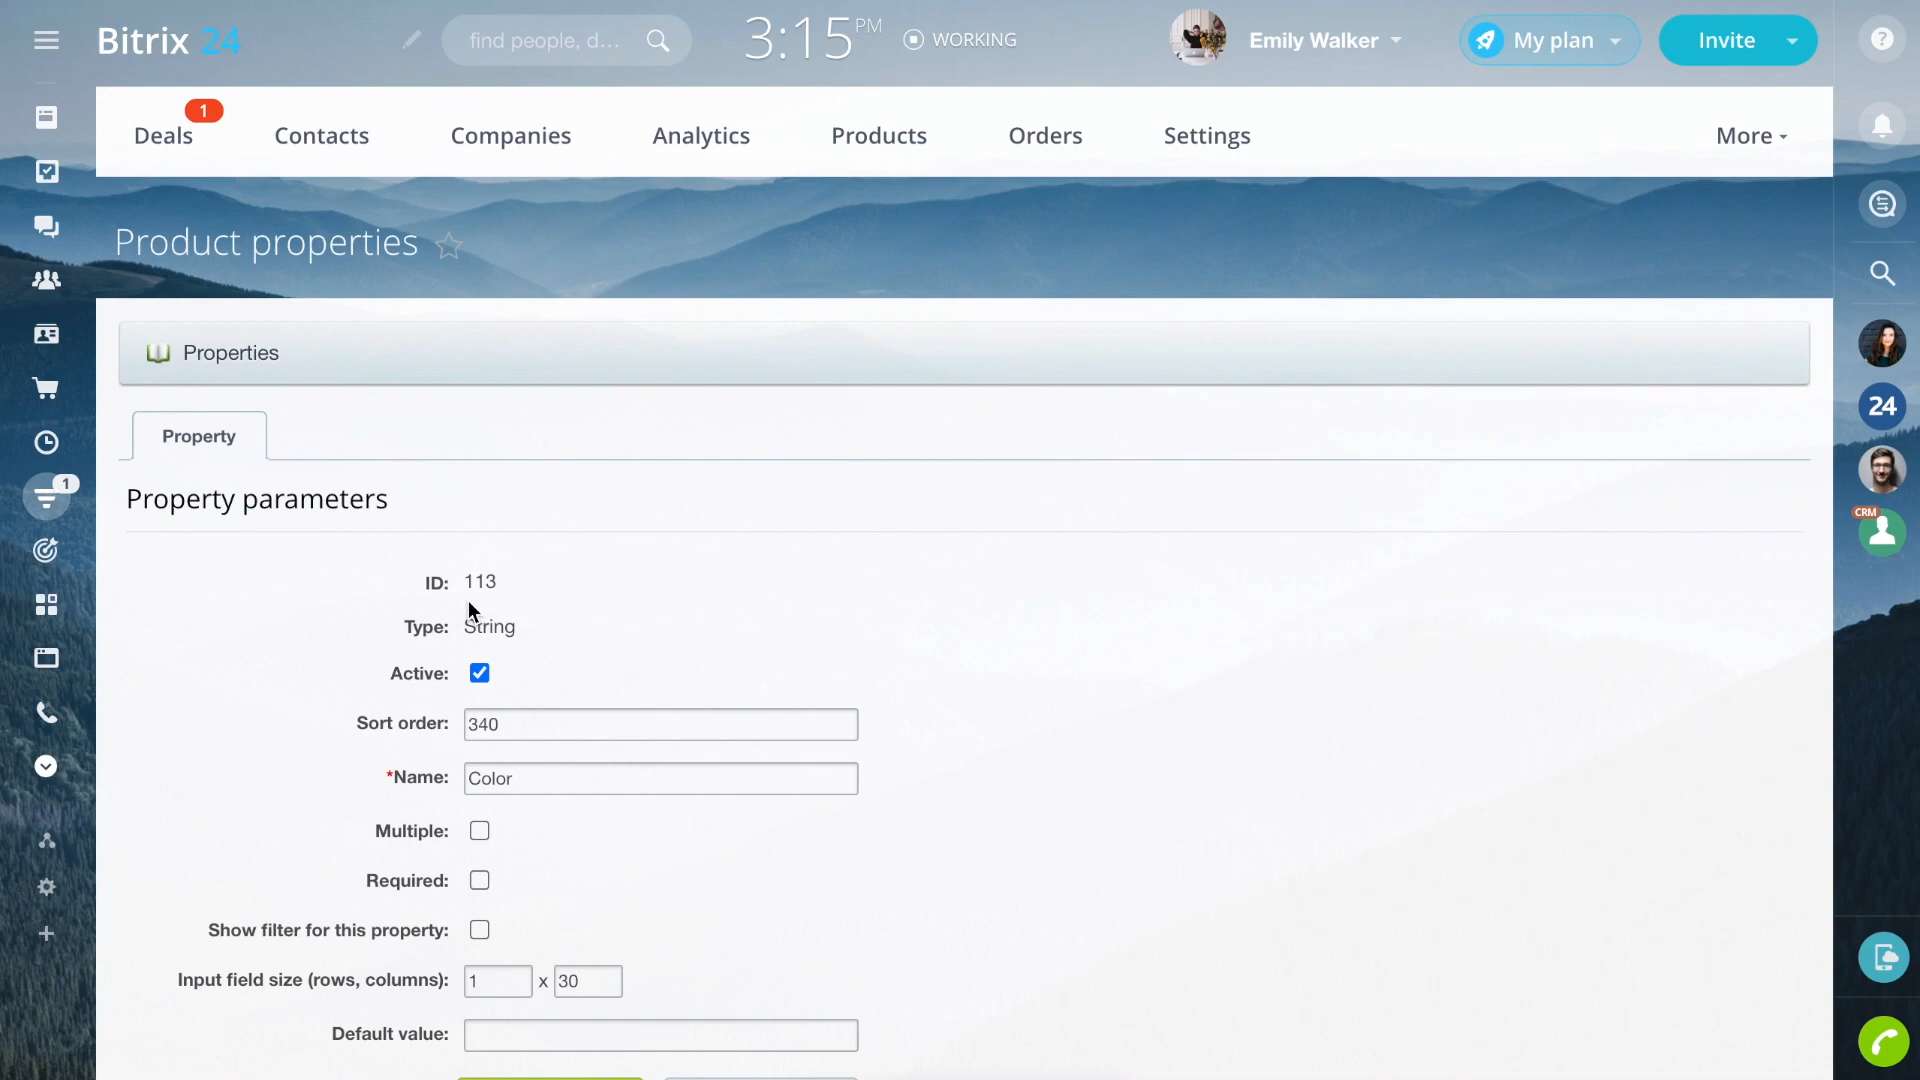 Bitrix 24
find people, d...
3:15 PM
WORKING
Emily Walker
My plan
Invite
?
1
Deals
Contacts
Companies
Analytics
Products
Orders
Settings
More
Product properties
Properties
Property
24
1
Property parameters
CRM
ID: 113
Type: String
Active:
Sort order: 340
*Name: Color
Multiple:
Required:
Show filter for this property:
Input field size (rows, columns): 1 x 30
Default value: